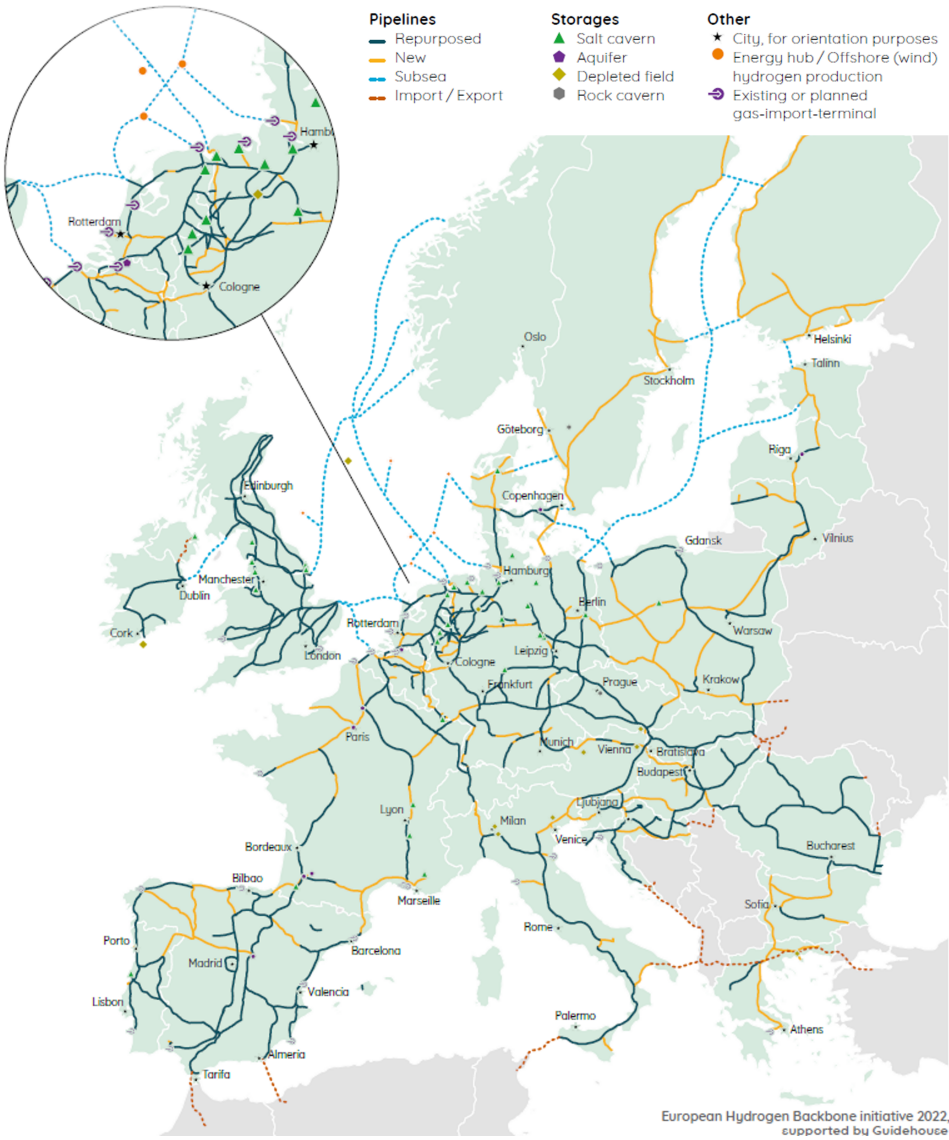 Pipelines
Repurposed
New
Subsea
Import / Export
Storages
Salt cavern
Aquifer
Depleted field
Rock cavern
Other
City, for orientation purposes
Energy hub / Offshore (wind)
hydrogen production
Existing or planned
gas-import-terminal
Hamb
Rotterdam
Cologne
Oslo
Helsinki
Talinn
Stockholm
Göteborg
Riga
Edinburgh
Copenhagen
Vilnius
Gdansk
Hamburg
Manchester
Dublin
Berlin
Rotterdam
Warsaw
Cork
London
Leipzig
Cologne
Frankfurt
Prague
Krakow
Paris
Munich
Vienna
Bratislava
Budapest
Lyon
Ljubjana
Milan
Venice
Bordeaux
Bucharest
Bilbao
Marseille
Sofia
Porto
Rome
Barcelona
Madrid
Valencia
Lisbon
Palermo
Athens
Almeria
Tarifa
European Hydrogen Backbone initiative 2022,
supported by Guidehouse